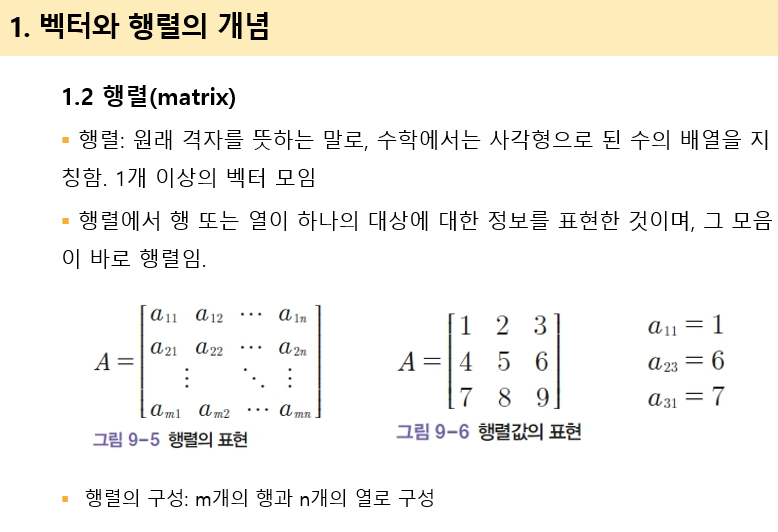 1. 벡터와 행렬의 개념
1.2 행렬(matrix)
▪ 행렬: 원래 격자를 뜻하는 말로, 수학에서는 사각형으로 된 수의 배열을 지
칭함. 1개 이상의 벡터 모임
▪ 행렬에서 행 또는 열이 하나의 대상에 대한 정보를 표현한 것이며, 그 모음
이 바로 행렬임.
A = [a11 a12 ⋯ a1n
a21 a22 ⋯ a2n
⋮ ⋱ ⋮
am1 am2 ⋯ amn]
그림 9-5 행렬의 표현
A = [1 2 3
4 5 6
7 8 9]
그림 9-6 행렬값의 표현
a11 = 1
a23 = 6
a31 = 7
▪ 행렬의 구성: m개의 행과 n개의 열로 구성